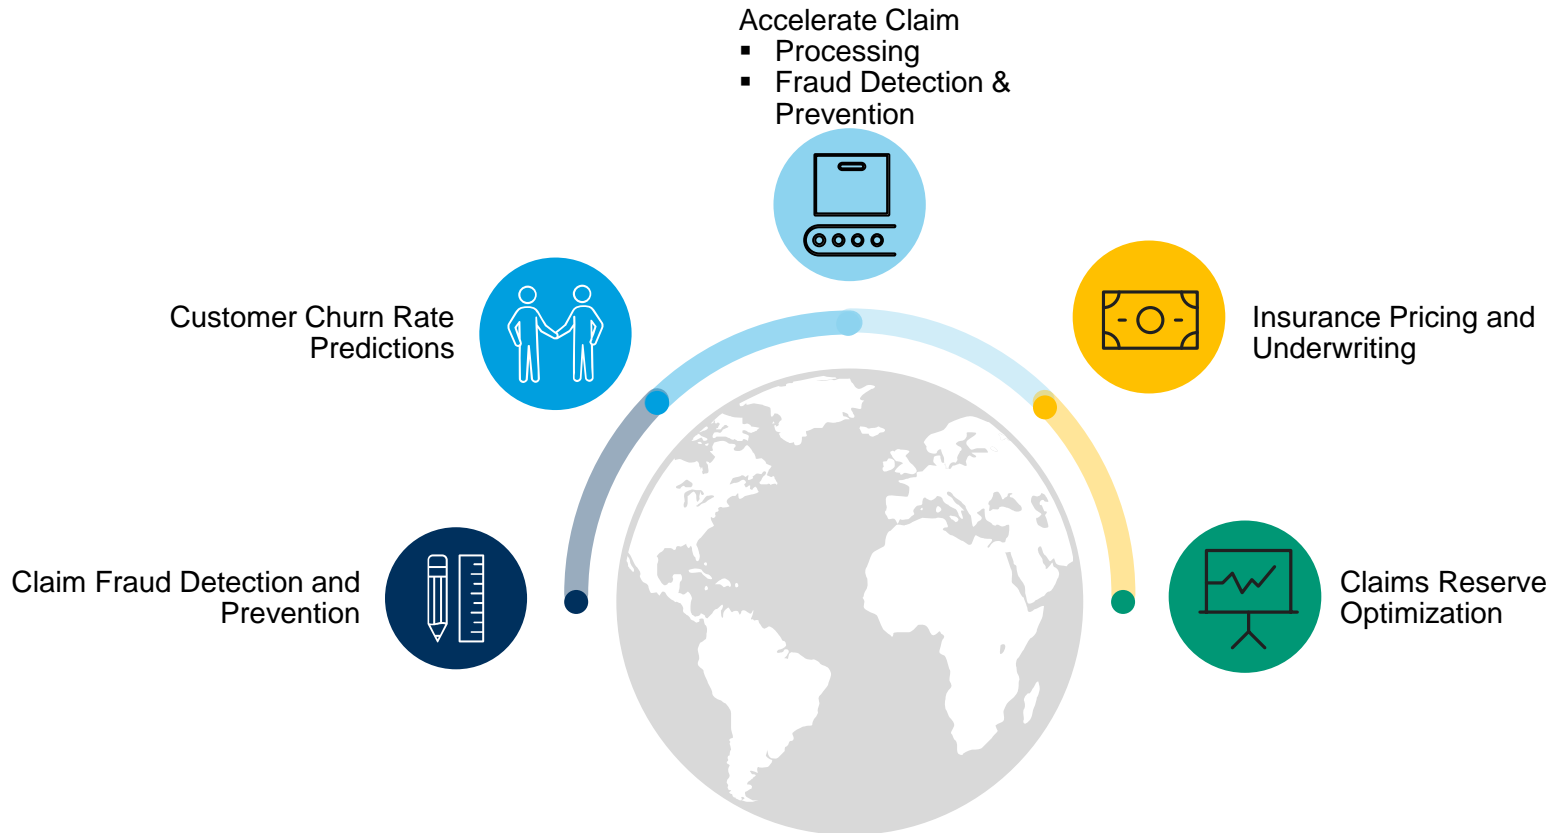 Accelerate Claim
▪ Processing
▪ Fraud Detection &
Prevention
Customer Churn Rate
Predictions
Insurance Pricing and
Underwriting
Claim Fraud Detection and
Prevention
Claims Reserve
Optimization